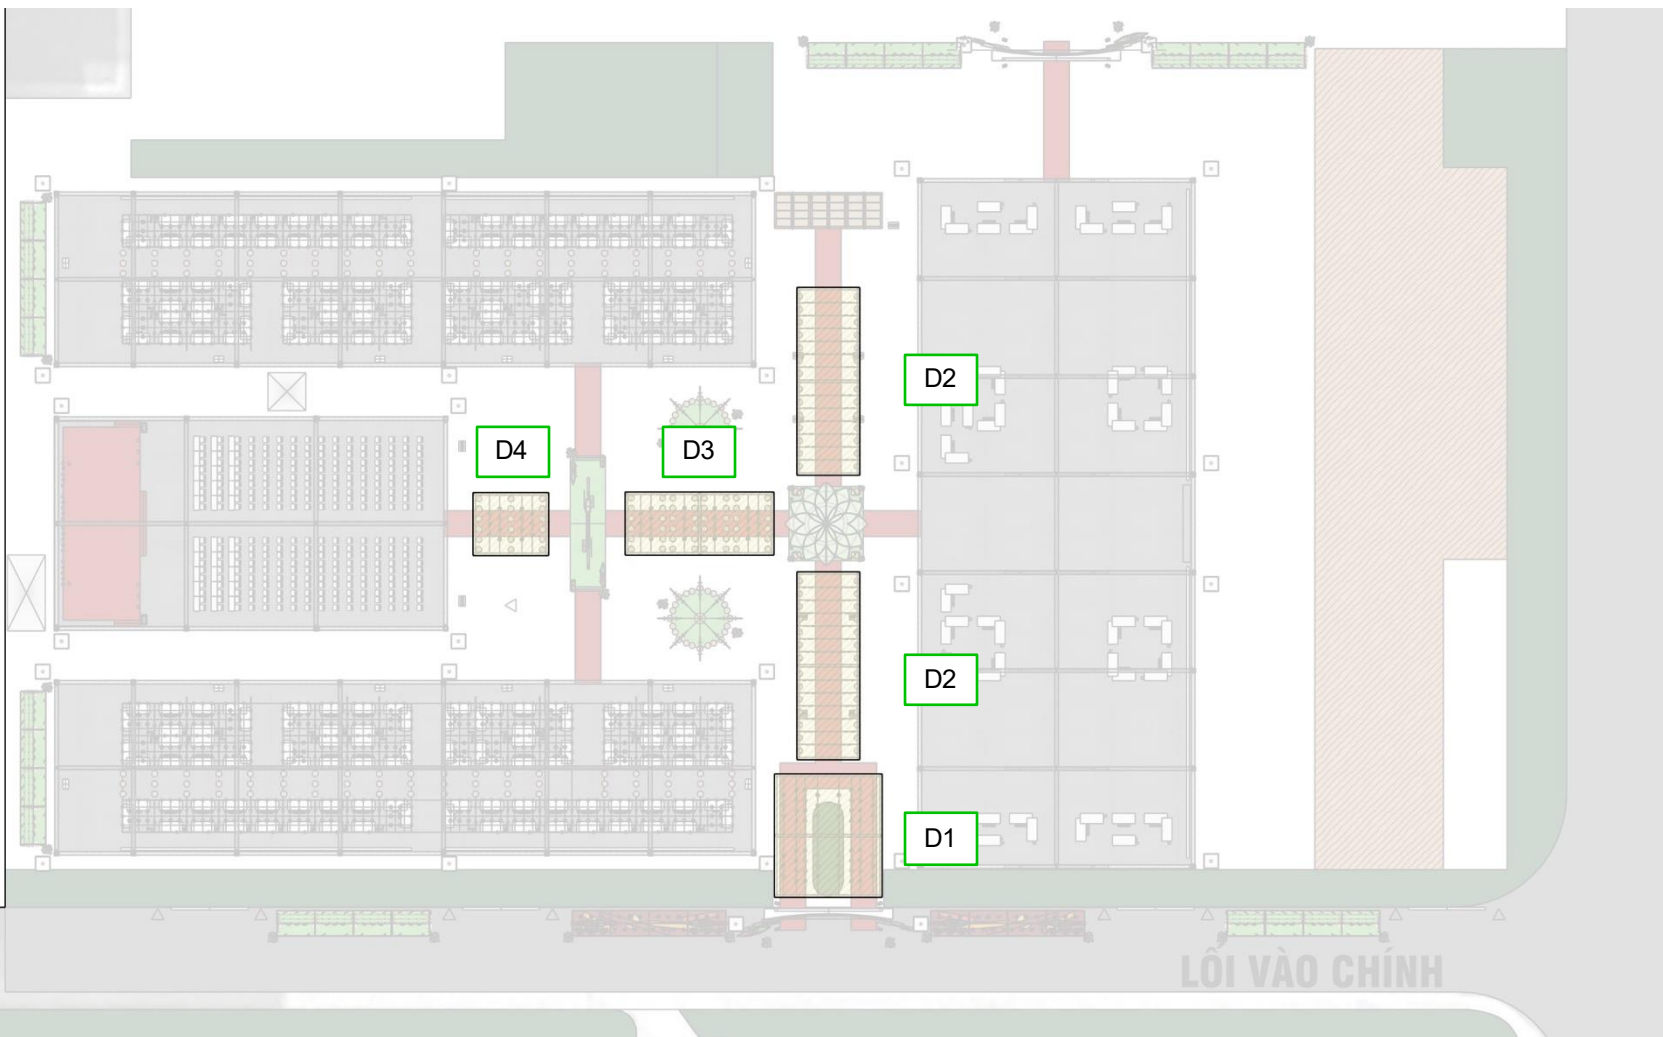 D2
D4
D3
D2
D1
LỐI VÀO CHÍNH